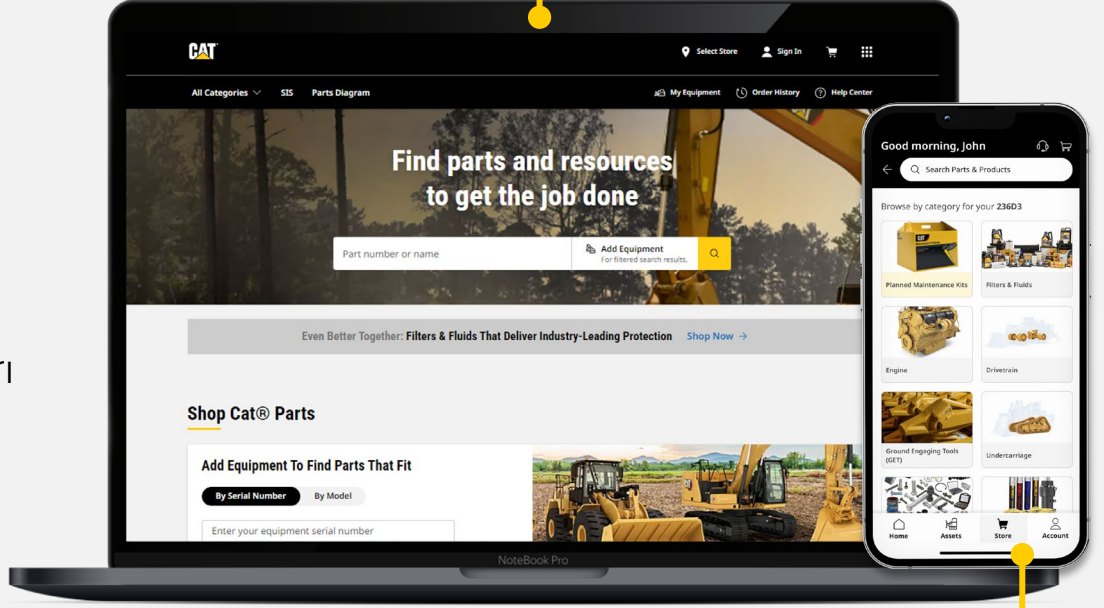 CAT
Select Store
Sign In
All Categories
SIS
Parts Diagram
My Equipment
Order History
Help Center
Find parts and resources
to get the job done
Part number or name
Add Equipment
For filtered search results.
Even Better Together: Filters & Fluids That Deliver Industry-Leading Protection
Shop Now →
Shop Cat® Parts
Add Equipment To Find Parts That Fit
By Serial Number
By Model
Enter your equipment serial number
NoteBook Pro
Good morning, John
Search Parts & Products
Browse by category for your 236D3
Planned Maintenance Kits
Filters & Fluids
Engine
Drivetrain
Ground Engaging Tools
(GET)
Undercarriage
Home
Assets
Store
Account